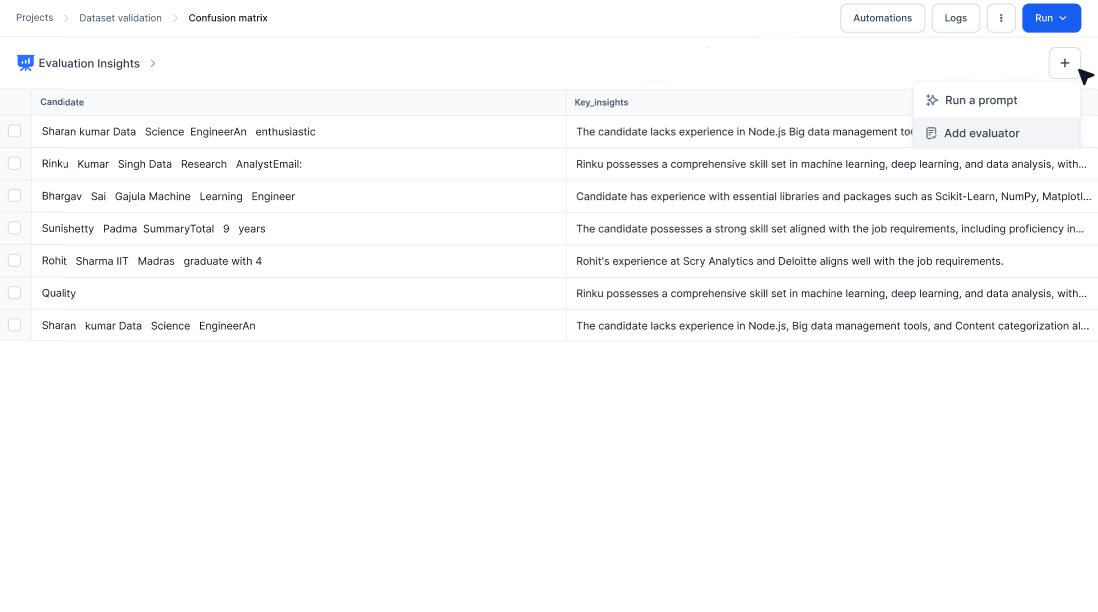 Projects > Dataset validation > Confusion matrix Automations Logs Run
Evaluation Insights >
Run a prompt
Candidate Key_insights
Sharan kumar Data Science EngineerAn enthusiastic The candidate lacks experience in Node.js Big data management
Add evaluator
Rinku Kumar Singh Data Research AnalystEmail: Rinku possesses a comprehensive skill set in machine learning, deep learning, and data analysis, with...
Bhargav Sai Gajula Machine Learning Engineer Candidate has experience with essential libraries and packages such as Scikit-Learn, NumPy, Matplotl...
Sunishetty Padma SummaryTotal 9 years The candidate possesses a strong skill set aligned with the job requirements, including proficiency in...
Rohit Sharma IIT Madras graduate with 4 Rohit's experience at Scry Analytics and Deloitte aligns well with the job requirements.
Quality Rinku possesses a comprehensive skill set in machine learning, deep learning, and data analysis, with...
Sharan kumar Data Science EngineerAn The candidate lacks experience in Node.js, Big data management tools, and Content categorization al...